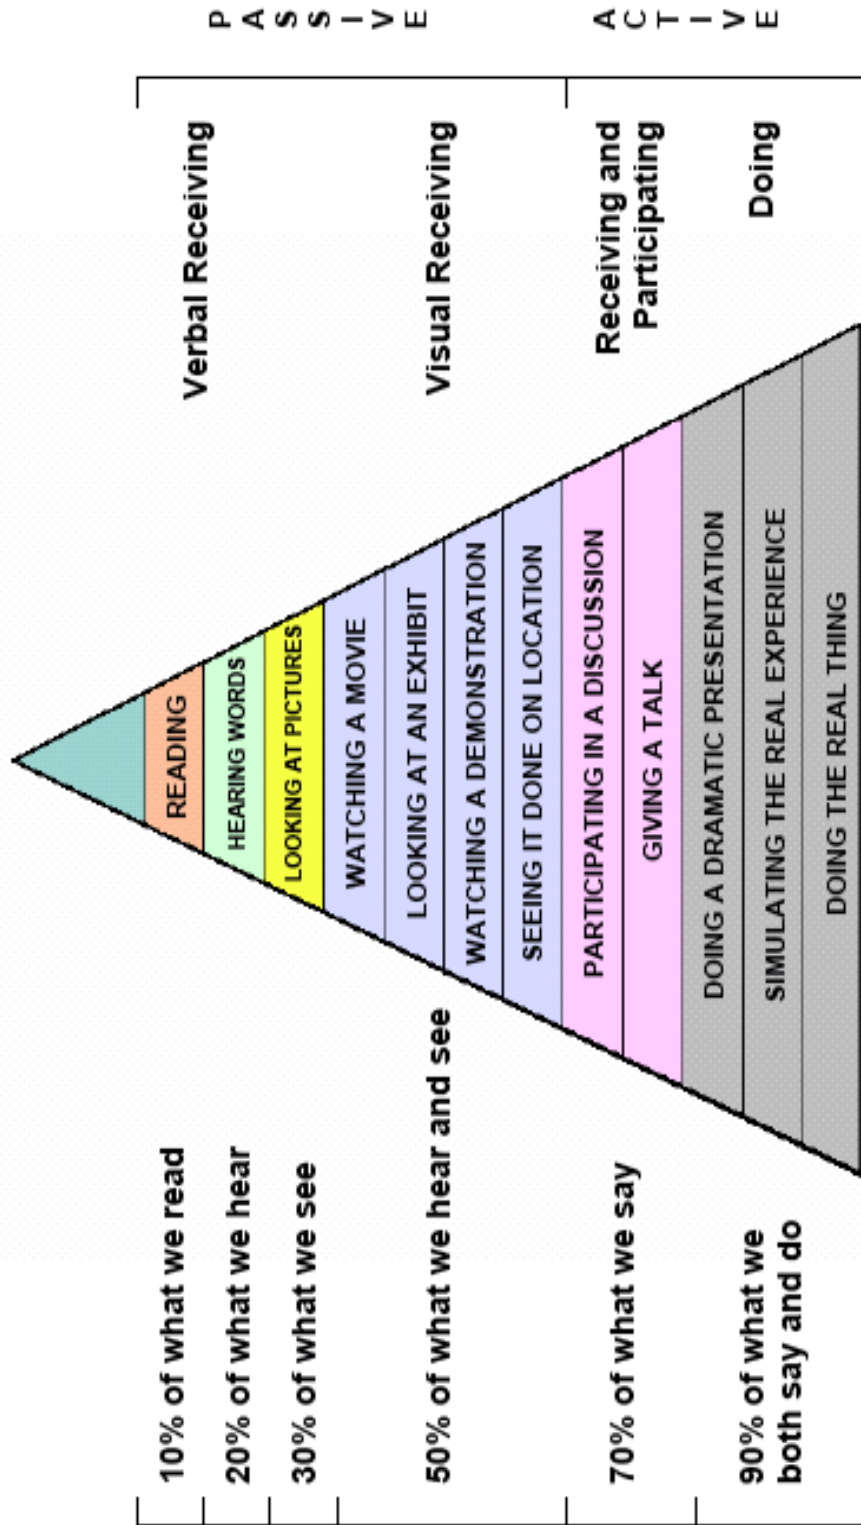 10% of what we read
20% of what we hear
30% of what we see
50% of what we hear and see
70% of what we say
90% of what we
both say and do
READING
HEARING WORDS
LOOKING AT PICTURES
WATCHING A MOVIE
LOOKING AT AN EXHIBIT
WATCHING A DEMONSTRATION
SEEING IT DONE ON LOCATION
PARTICIPATING IN A DISCUSSION
GIVING A TALK
DOING A DRAMATIC PRESENTATION
SIMULATING THE REAL EXPERIENCE
DOING THE REAL THING
Verbal Receiving
Visual Receiving
Receiving and
Participating
Doing
PASSIVE
ACTIVE